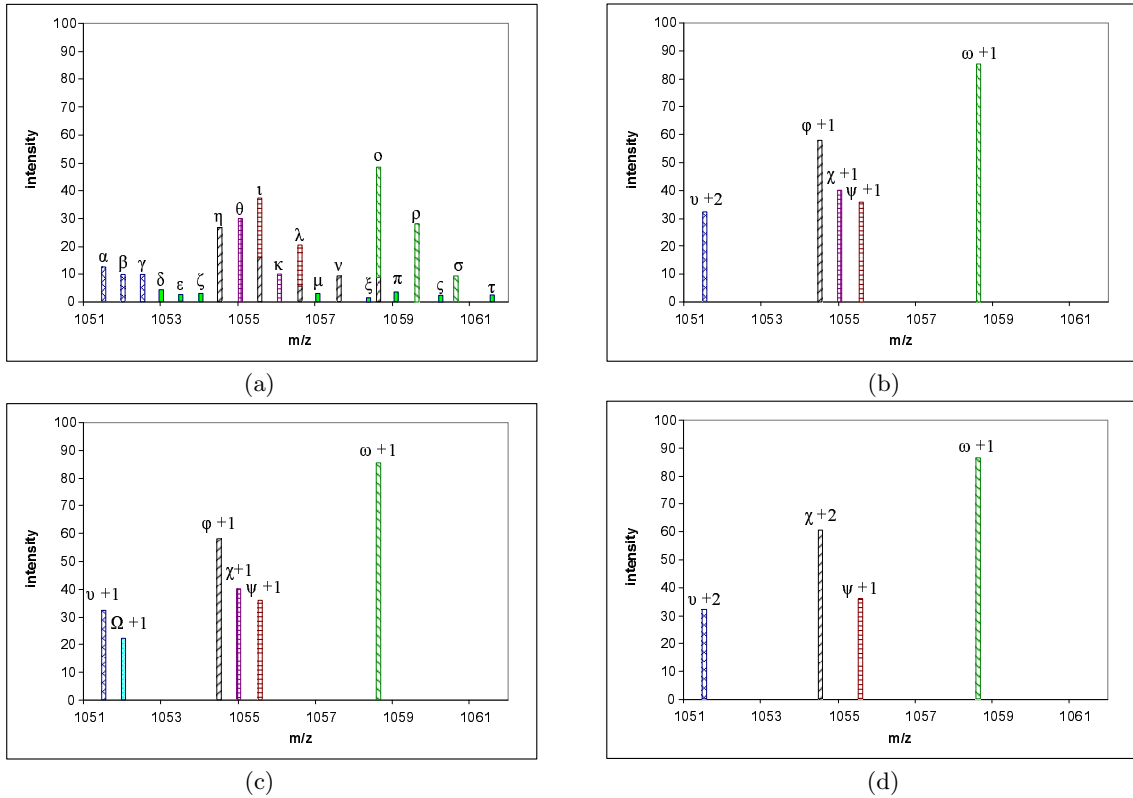 100
90
80
70
60
50
40
30
20
10
0
intensity
α
β
γ
δ
ε
ζ
η
θ
ι
κ
λ
μ
ν
ξ
ο
π
ρ
ς
σ
τ
1051 1053 1055 1057 1059 1061
m/z
(a)
100
90
80
70
60
50
40
30
20
10
0
intensity
υ +2
φ +1
χ +1
ψ +1
ω +1
1051 1053 1055 1057 1059 1061
m/z
(b)
100
90
80
70
60
50
40
30
20
10
0
intensity
υ +1
Ω +1
φ +1
χ+1
ψ +1
ω +1
1051 1053 1055 1057 1059 1061
m/z
(c)
100
90
80
70
60
50
40
30
20
10
0
intensity
υ +2
χ +2
ψ +1
ω +1
1051 1053 1055 1057 1059 1061
m/z
(d)